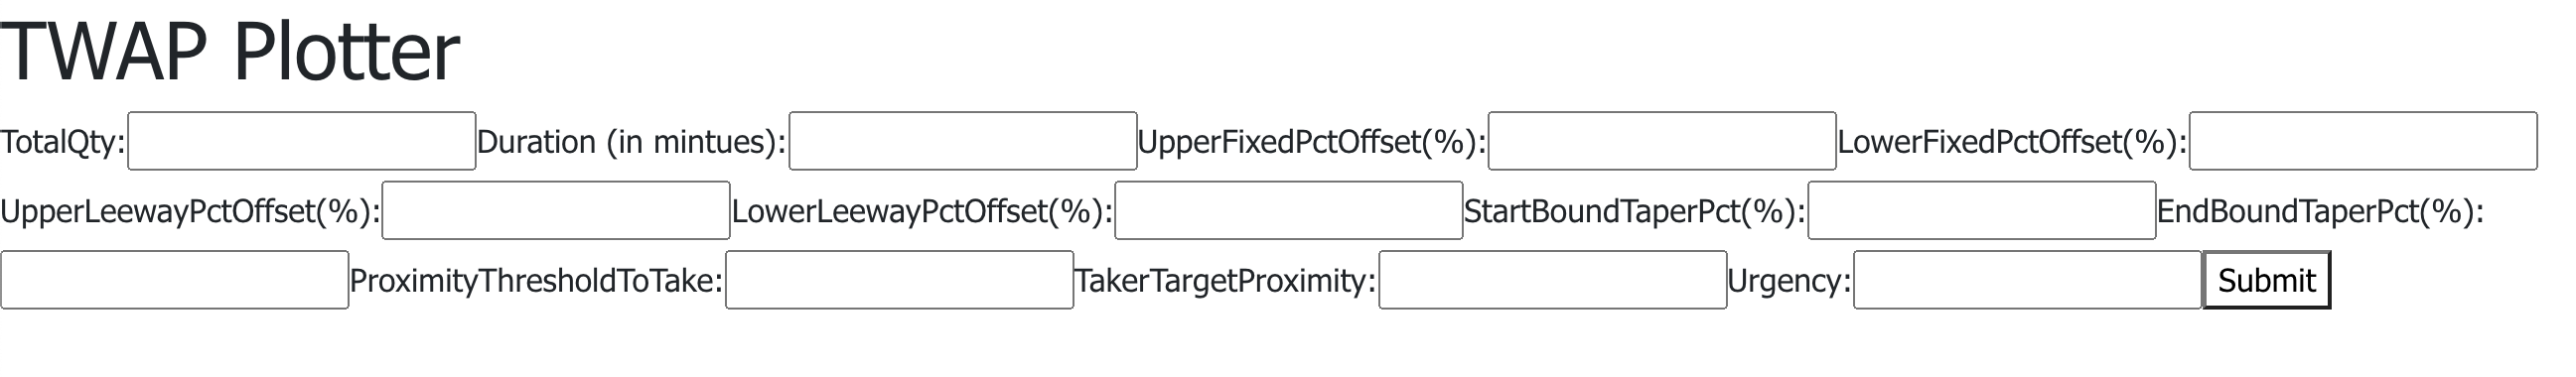 TWAP Plotter
TotalQty: Duration (in mintues): UpperFixedPctOffset(%): LowerFixedPctOffset(%):
UpperLeewayPctOffset(%): LowerLeewayPctOffset(%): StartBoundTaperPct(%): EndBoundTaperPct(%):
ProximityThresholdToTake: TakerTargetProximity: Urgency: Submit